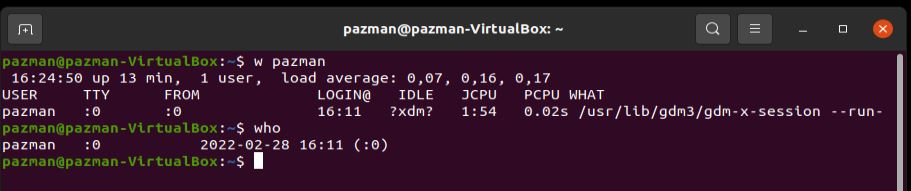 pazman@pazman-VirtualBox: ~
pazman@pazman-VirtualBox:~$ w pazman
 16:24:50 up 13 min,  1 user,  load average: 0,07, 0,16, 0,17
USER     TTY      FROM             LOGIN@   IDLE   JCPU   PCPU WHAT
pazman   :0       :0               16:11   ?xdm?   1:54   0.02s /usr/lib/gdm3/gdm-x-session --run-
pazman@pazman-VirtualBox:~$ who
pazman   :0           2022-02-28 16:11 (:0)
pazman@pazman-VirtualBox:~$